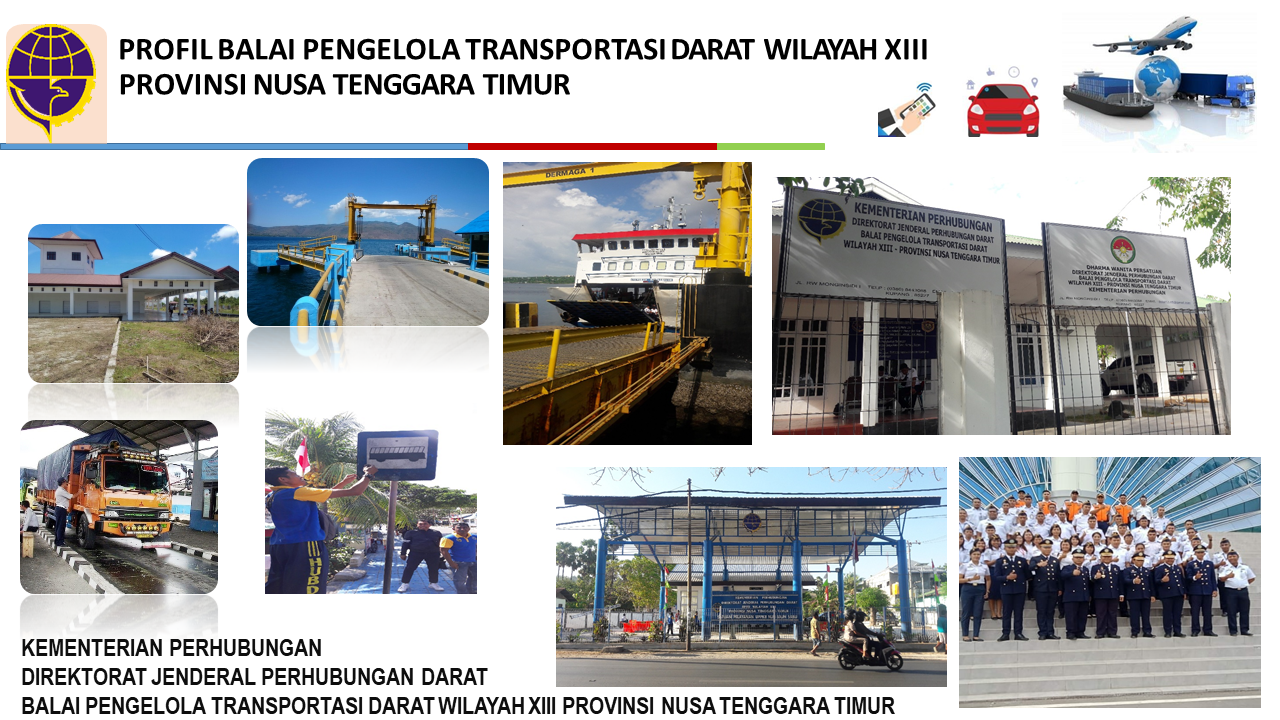 PROFIL BALAI PENGELOLA TRANSPORTASI DARAT WILAYAH XIII
PROVINSI NUSA TENGGARA TIMUR
DERMAGA 1
KEMENTERIAN PERHUBUNGAN
DIREKTORAT JENDERAL PERHUBUNGAN DARAT
BALAI PENGELOLA TRANSPORTASI DARAT
WILAYAH XIII - PROVINSI NUSA TENGGARA TIMUR
DHARMA WANITA PERSATUAN
DIREKTORAT JENDERAL PERHUBUNGAN DARAT
BALAI PENGELOLA TRANSPORTASI DARAT
WILAYAH XIII - PROVINSI NUSA TENGGARA TIMUR
KEMENTERIAN PERHUBUNGAN
HUBD
KEMENTERIAN PERHUBUNGAN
DIREKTORAT JENDERAL PERHUBUNGAN DARAT
BALAI PENGELOLA TRANSPORTASI DARAT WILAYAH XIII PROVINSI NUSA TENGGARA TIMUR